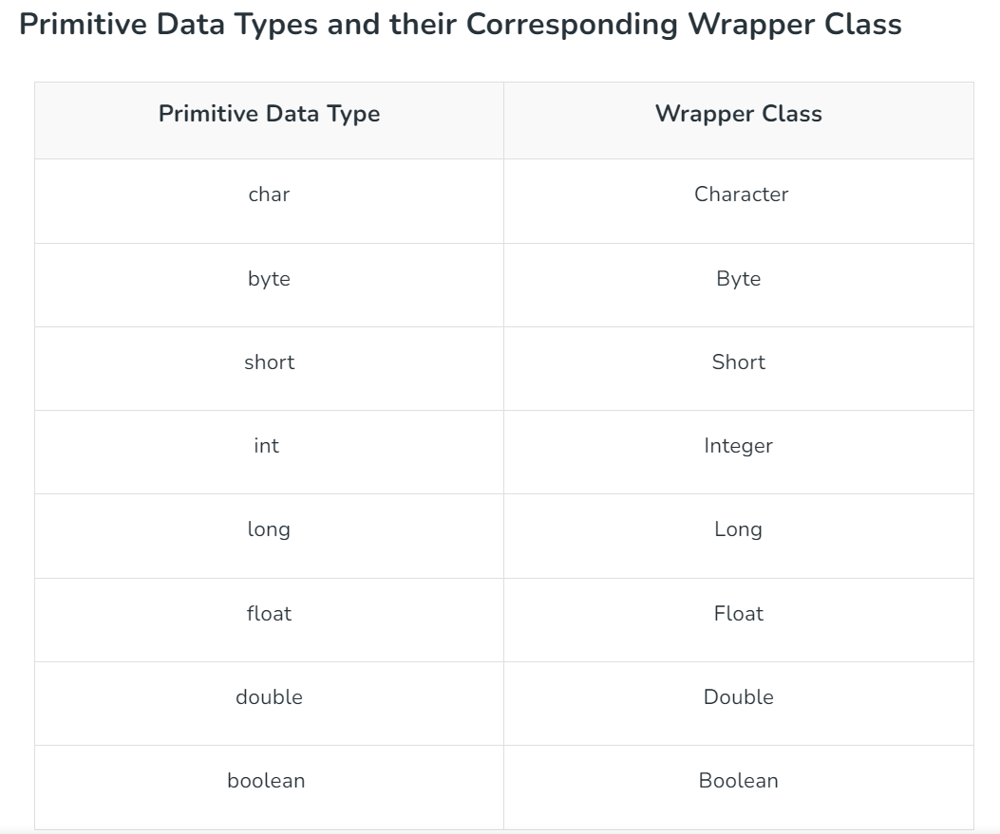 Primitive Data Types and their Corresponding Wrapper Class
Primitive Data Type Wrapper Class
char Character
byte Byte
short Short
int Integer
long Long
float Float
double Double
boolean Boolean